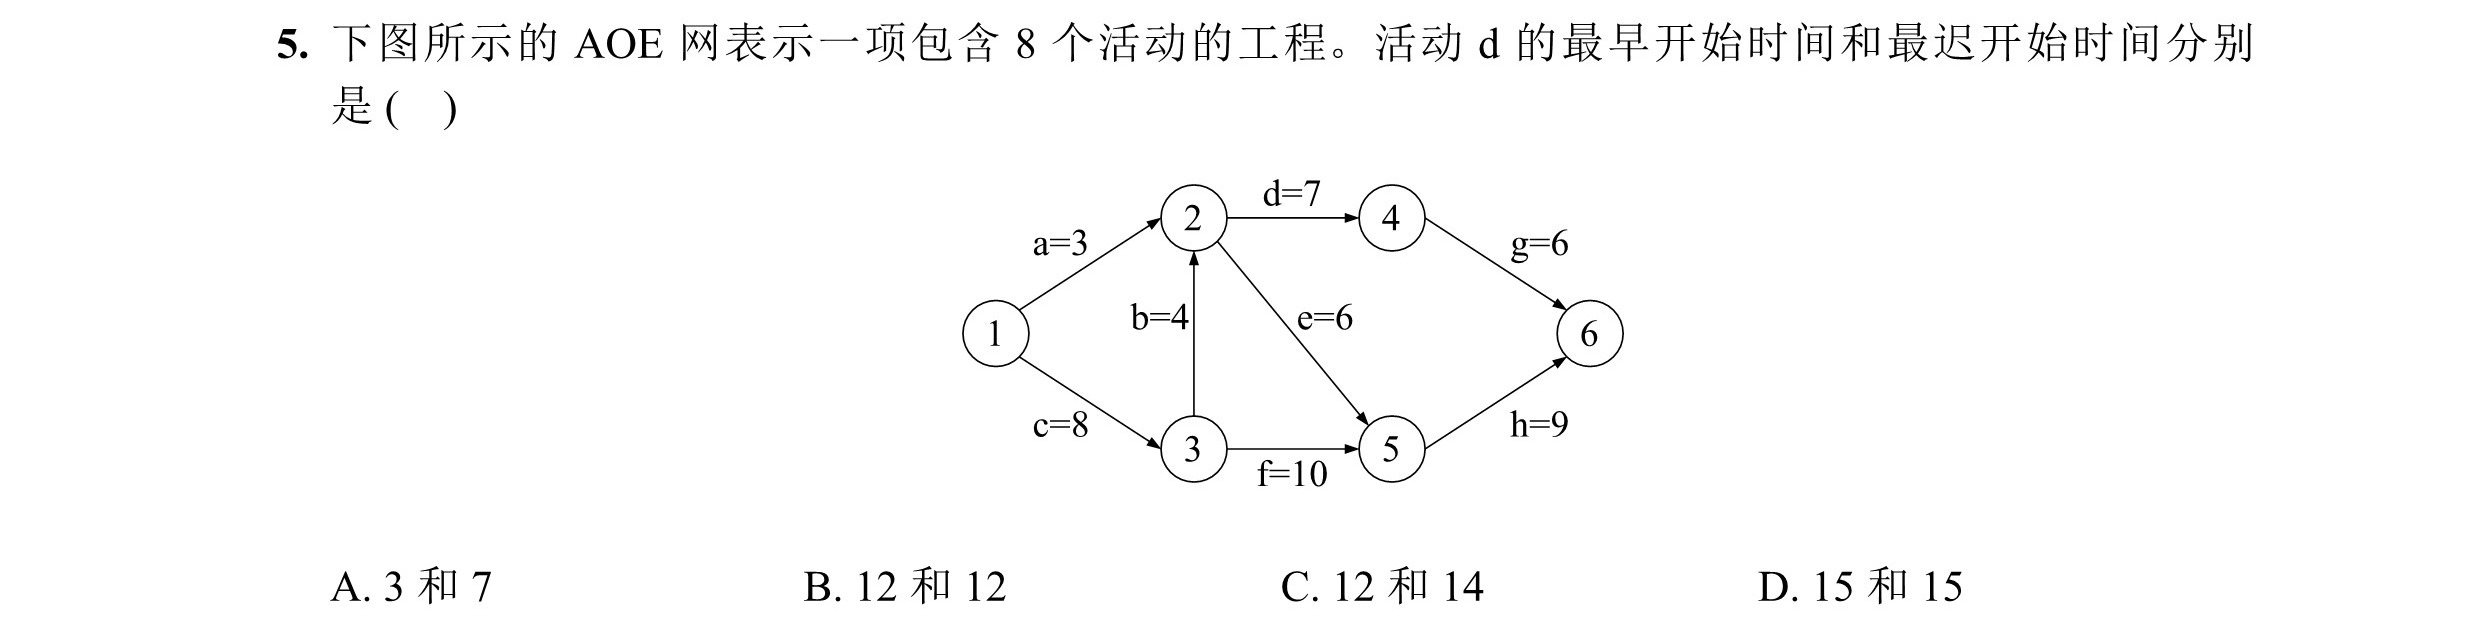 5. 下图所示的 AOE 网表示一项包含 8 个活动的工程。活动 d 的最早开始时间和最迟开始时间分别
是 (   )
d=7
2
4
a=3
g=6
b=4
e=6
1
6
c=8
h=9
3
5
f=10
A. 3 和 7
B. 12 和 12
C. 12 和 14
D. 15 和 15